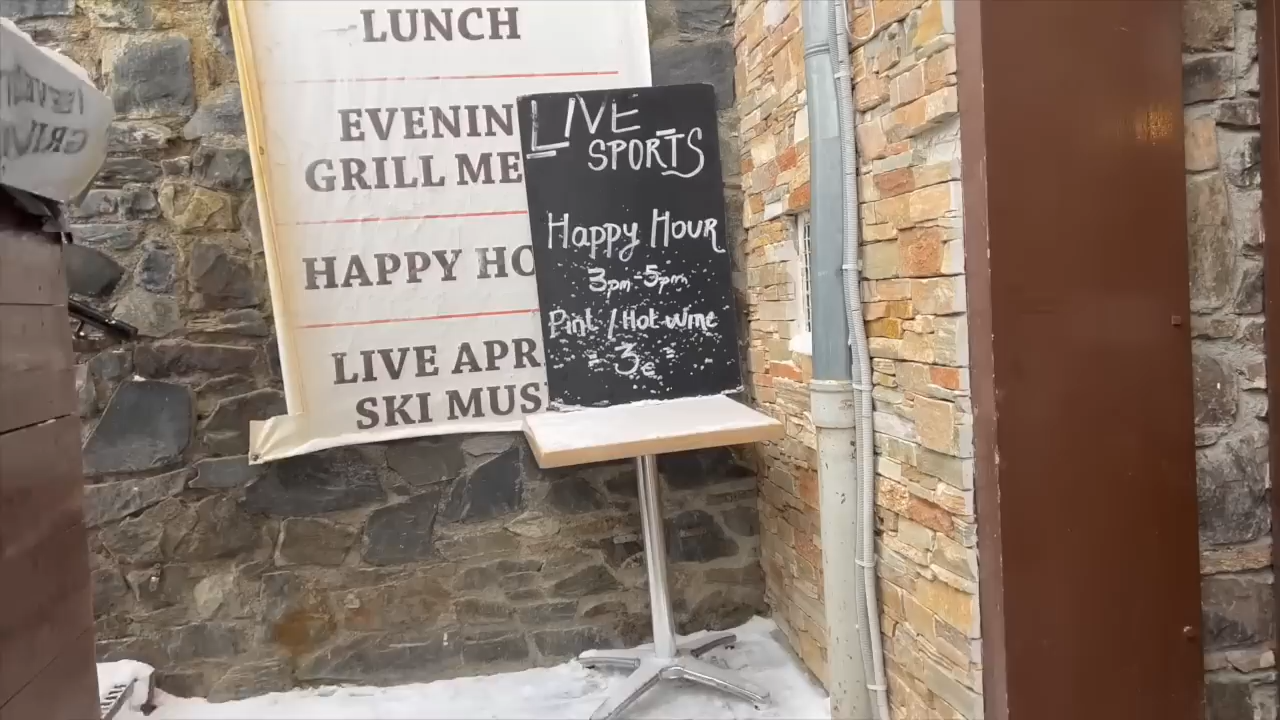 LUNCH
EVENIN
GRILL ME
HAPPY HO
LIVE APR
SKI MUS
LIVE
SPORTS
Happy Hour
3pm-5pm
Pint / Hot wine
= 3e